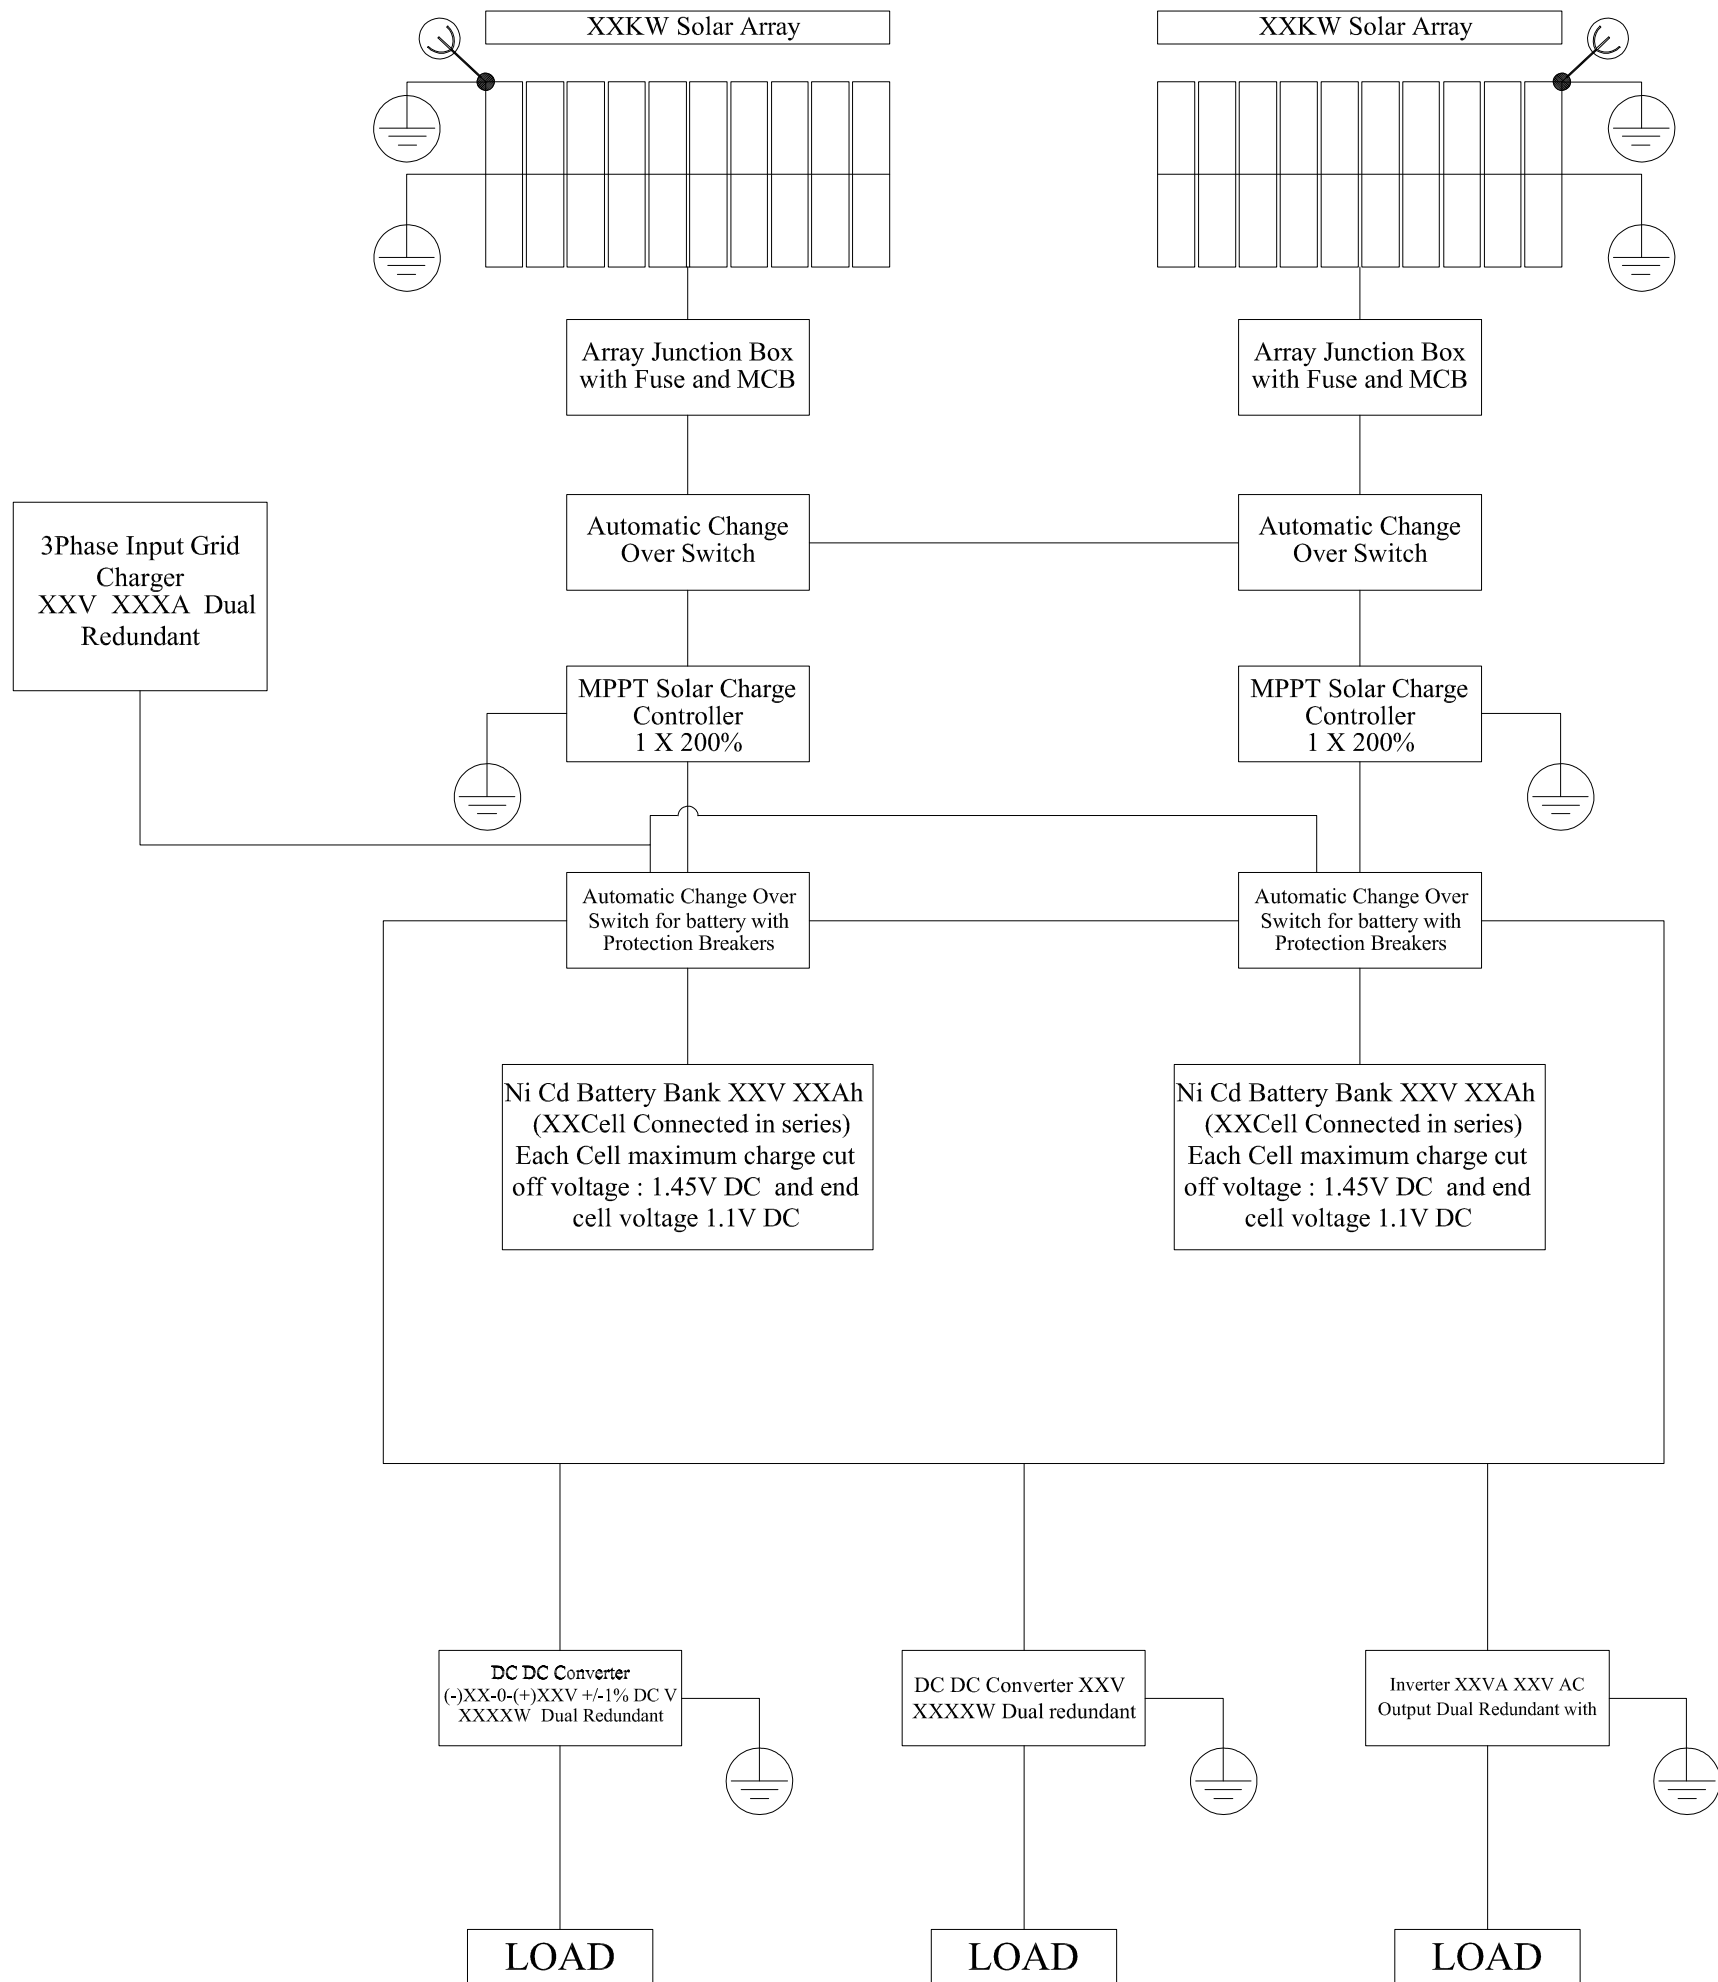 XXKW Solar Array
XXKW Solar Array
Array Junction Box
with Fuse and MCB
Array Junction Box
with Fuse and MCB
3Phase Input Grid
Charger
XXV XXXA Dual
Redundant
Automatic Change
Over Switch
Automatic Change
Over Switch
MPPT Solar Charge
Controller
1 X 200%
MPPT Solar Charge
Controller
1 X 200%
Automatic Change Over
Switch for battery with
Protection Breakers
Automatic Change Over
Switch for battery with
Protection Breakers
Ni Cd Battery Bank XXV XXAh
(XXCell Connected in series)
Each Cell maximum charge cut
off voltage : 1.45V DC and end
cell voltage 1.1V DC
Ni Cd Battery Bank XXV XXAh
(XXCell Connected in series)
Each Cell maximum charge cut
off voltage : 1.45V DC and end
cell voltage 1.1V DC
DC DC Converter
(-)XX-0-(+)XXV +/-1% DC V
XXXXW Dual Redundant
DC DC Converter XXV
XXXXW Dual redundant
Inverter XXVA XXV AC
Output Dual Redundant with
LOAD
LOAD
LOAD